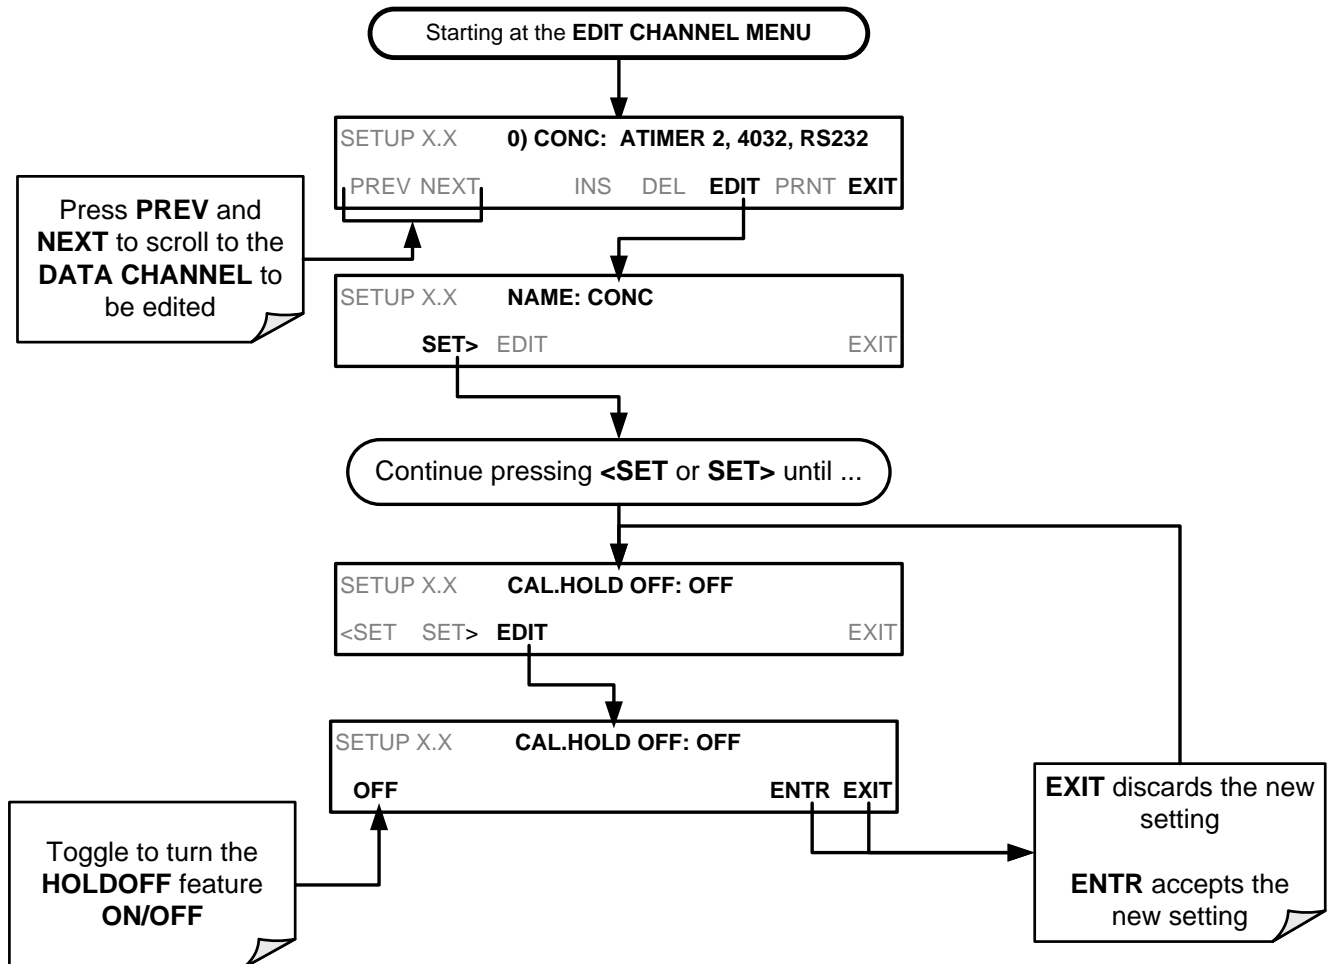 Starting at the EDIT CHANNEL MENU
SETUP X.X 0) CONC: ATIMER 2, 4032, RS232
PREV NEXT INS DEL EDIT PRNT EXIT
Press PREV and
NEXT to scroll to the
DATA CHANNEL to
be edited
SETUP X.X NAME: CONC
SET> EDIT EXIT
Continue pressing <SET or SET> until ...
SETUP X.X CAL.HOLD OFF: OFF
<SET SET> EDIT EXIT
SETUP X.X CAL.HOLD OFF: OFF
OFF ENTR EXIT
Toggle to turn the
HOLDOFF feature
ON/OFF
EXIT discards the new
setting
ENTR accepts the
new setting